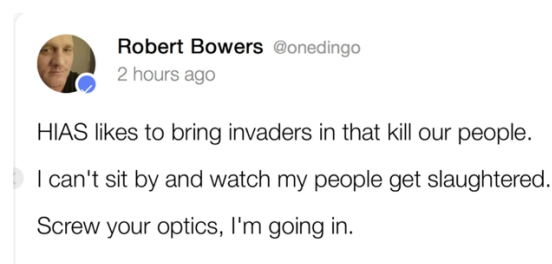 Robert Bowers @onedingo
2 hours ago
HIAS likes to bring invaders in that kill our people.
I can't sit by and watch my people get slaughtered.
Screw your optics, I'm going in.